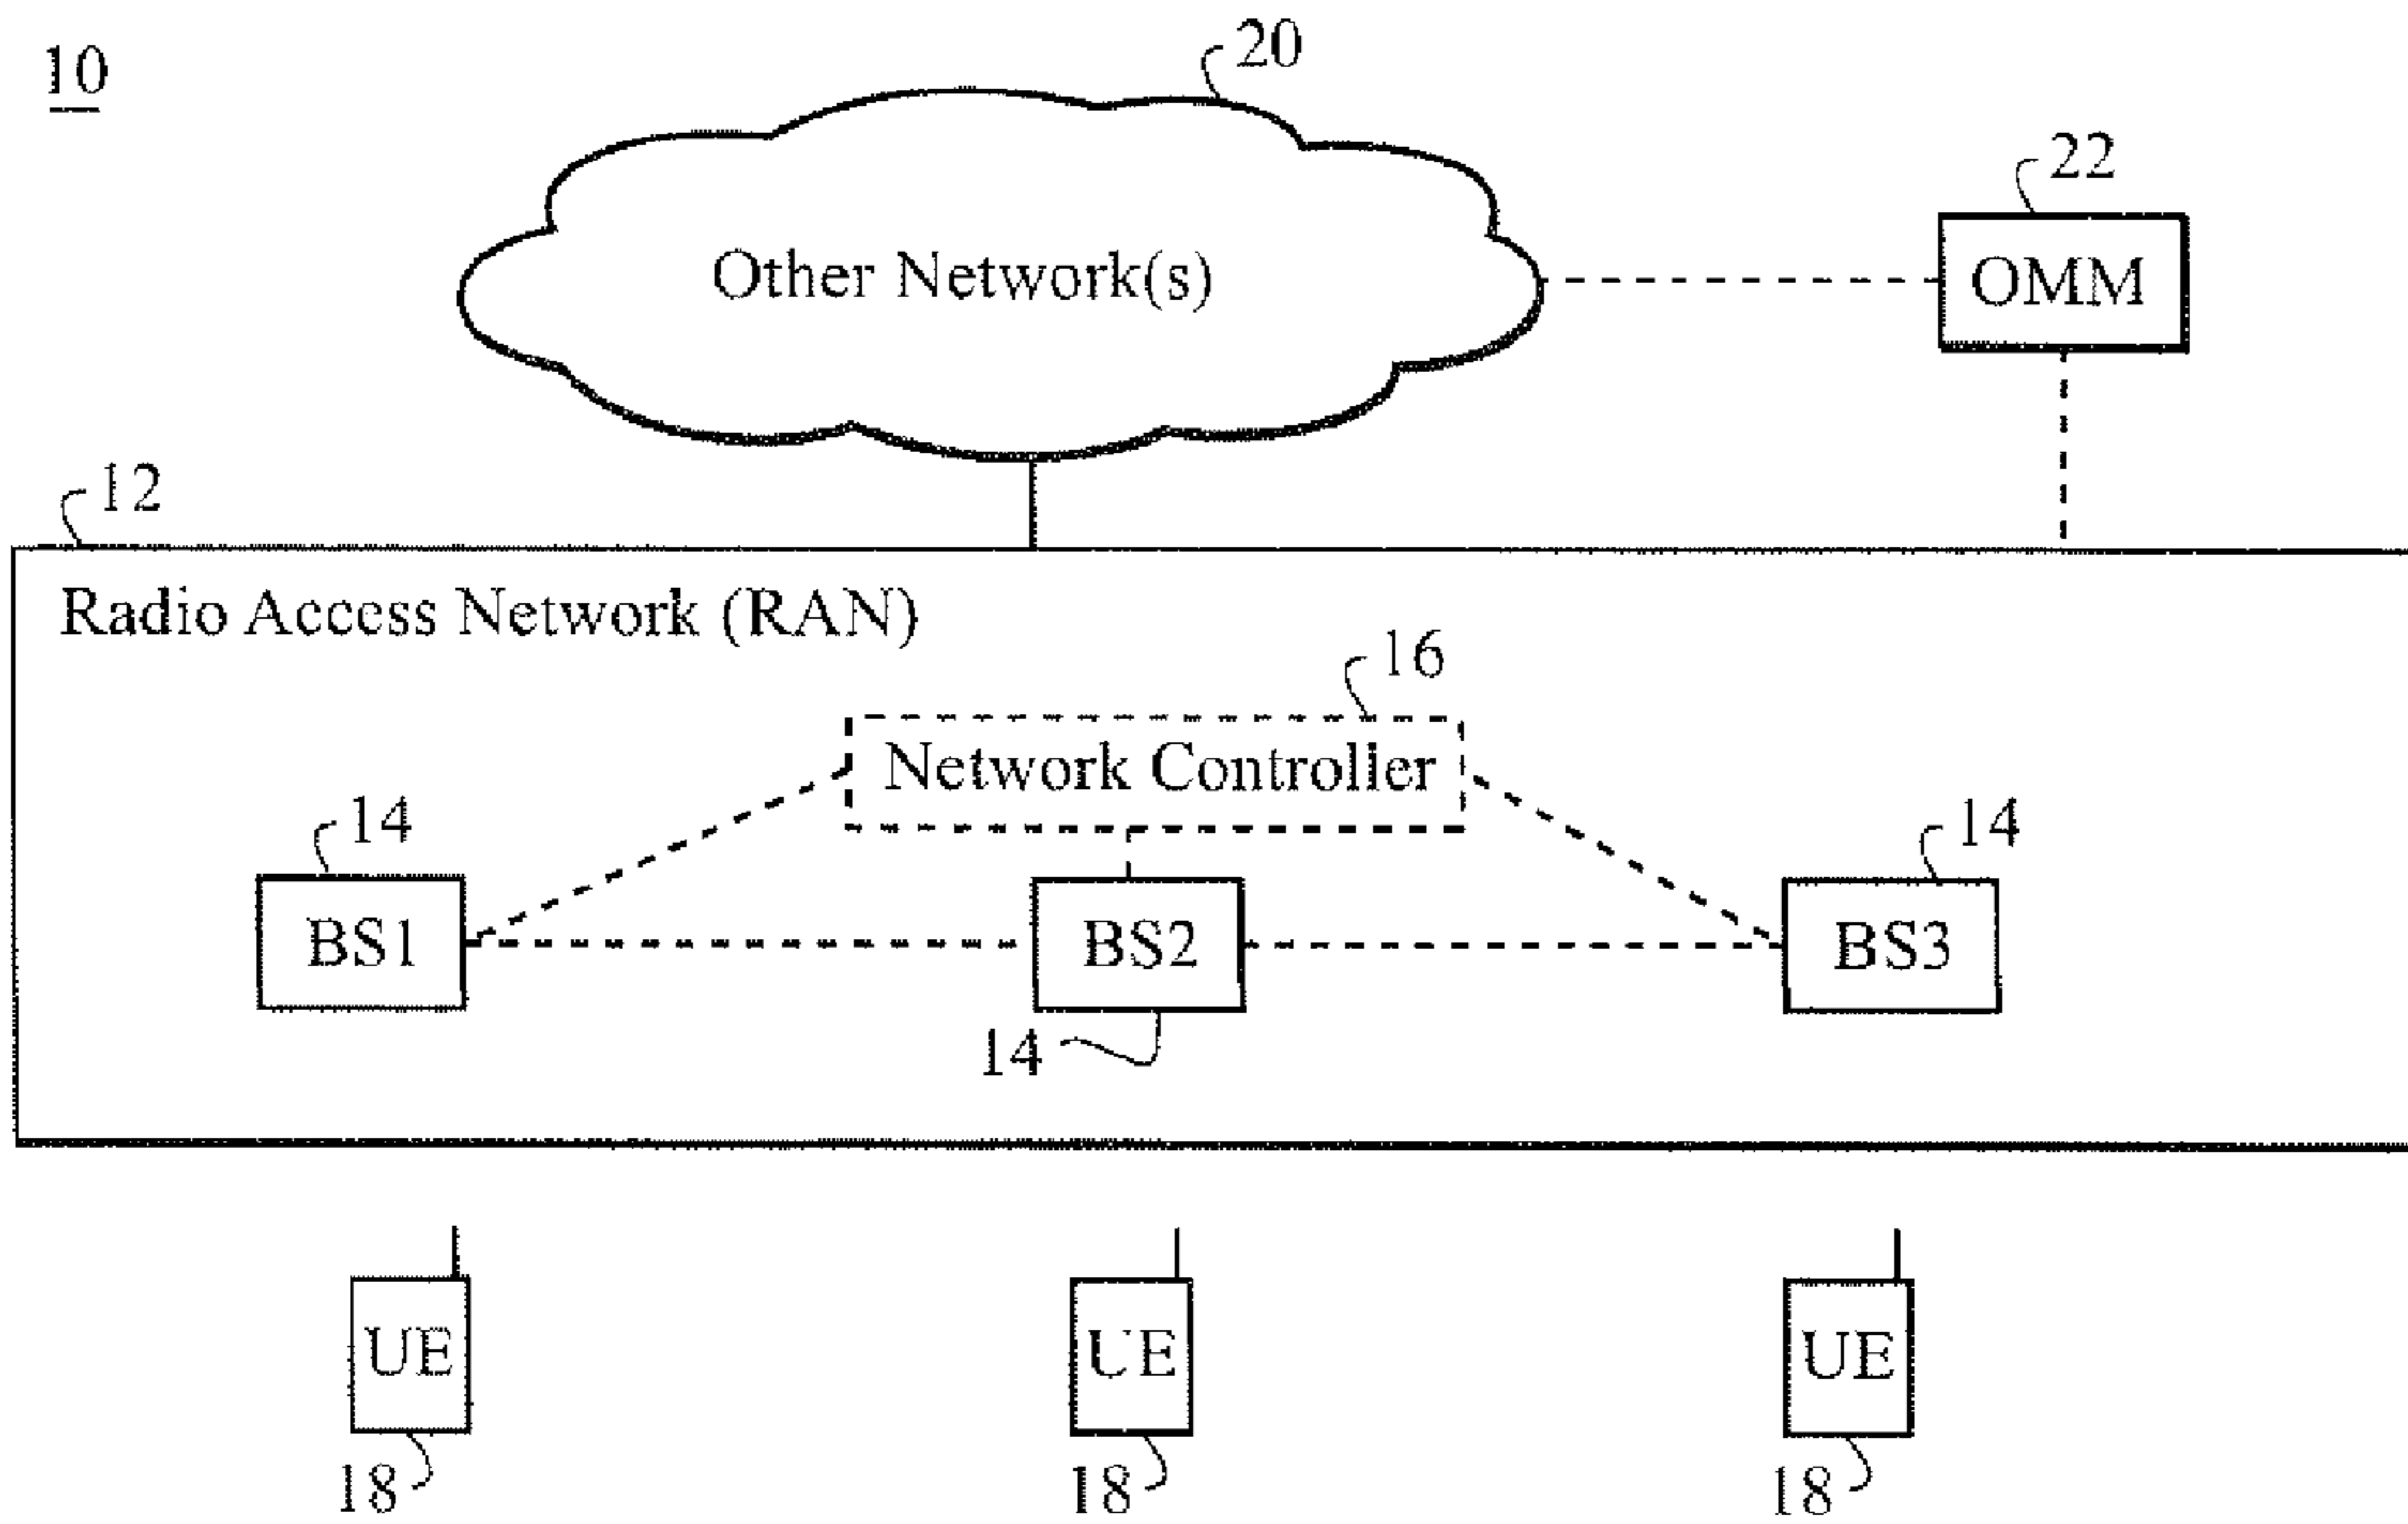 10
20
22
Other Network(s)
OMM
12
Radio Access Network (RAN)
16
Network Controller
14
14
BS1
BS2
BS3
14
UE
UE
UE
18
18
18